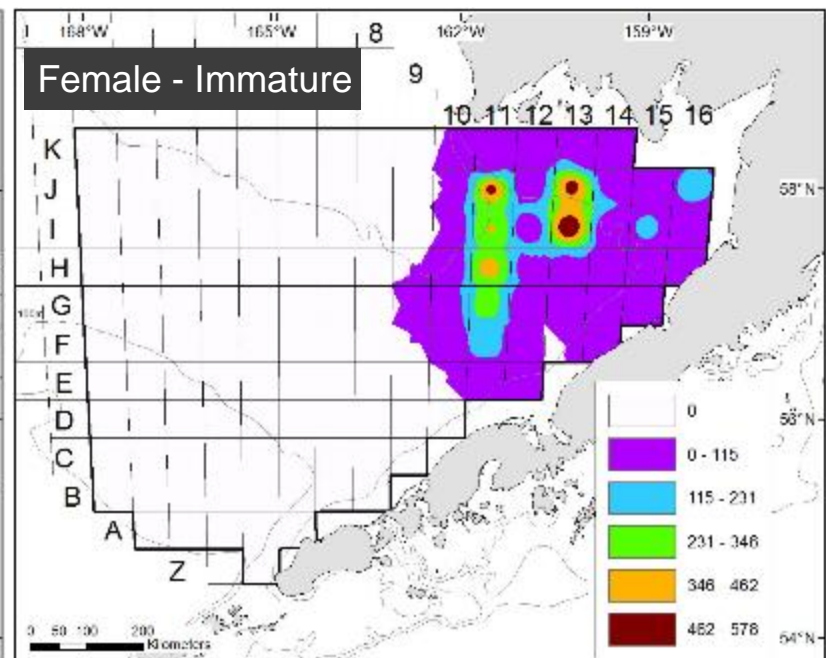 168°W 165°W 8 162°W 159°W
Female - Immature 9
10 11 12 13 14 15 16
K
J 58°N
I
H
G
F
E
D 56°N
C
B
A
Z
0
0 - 115
115 - 231
231 - 346
346 462
462 578
0 50 100 200
Kilometers
54°N